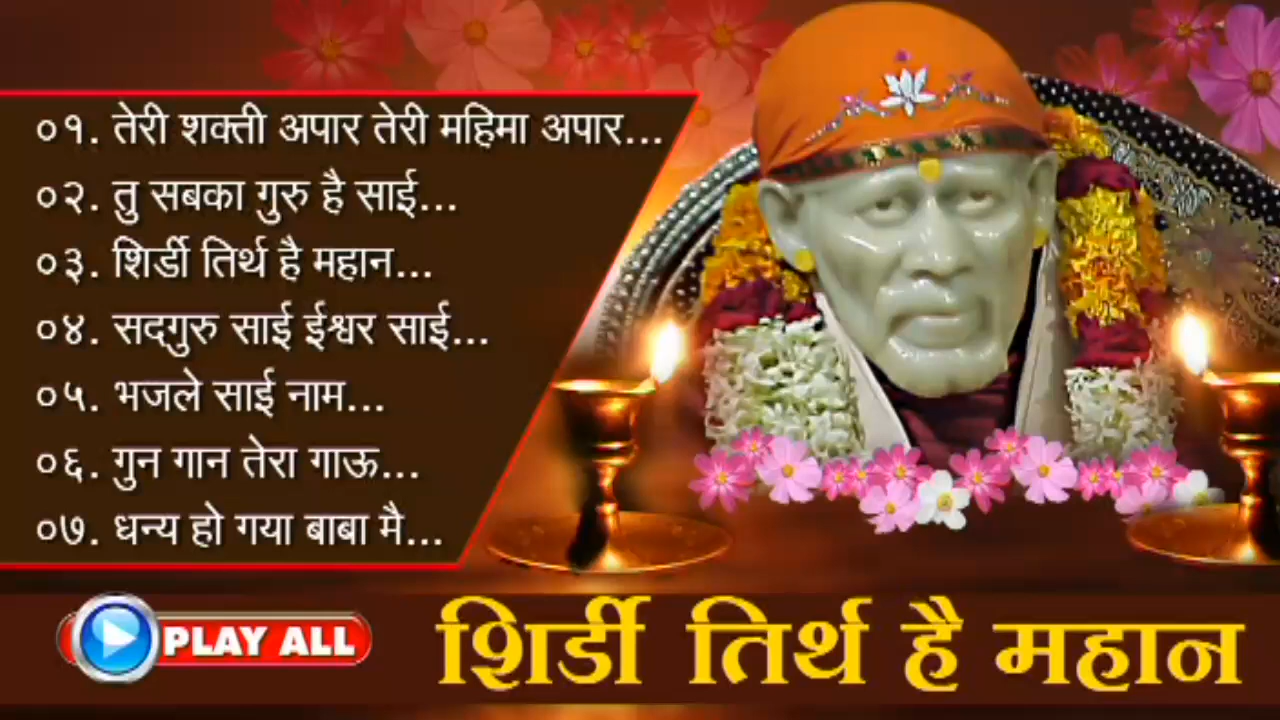 ०१. तेरी शक्ती अपार तेरी महिमा अपार...
०२. तु सबका गुरु है साई...
०३. शिर्डी तिर्थ है महान...
०४. सद्‌गुरु साई ईश्वर साई...
०५. भजले साई नाम...
०६. गुन गान तेरा गाऊ...
०७. धन्य हो गया बाबा मै...
PLAY ALL
शिर्डी तिर्थ है महान